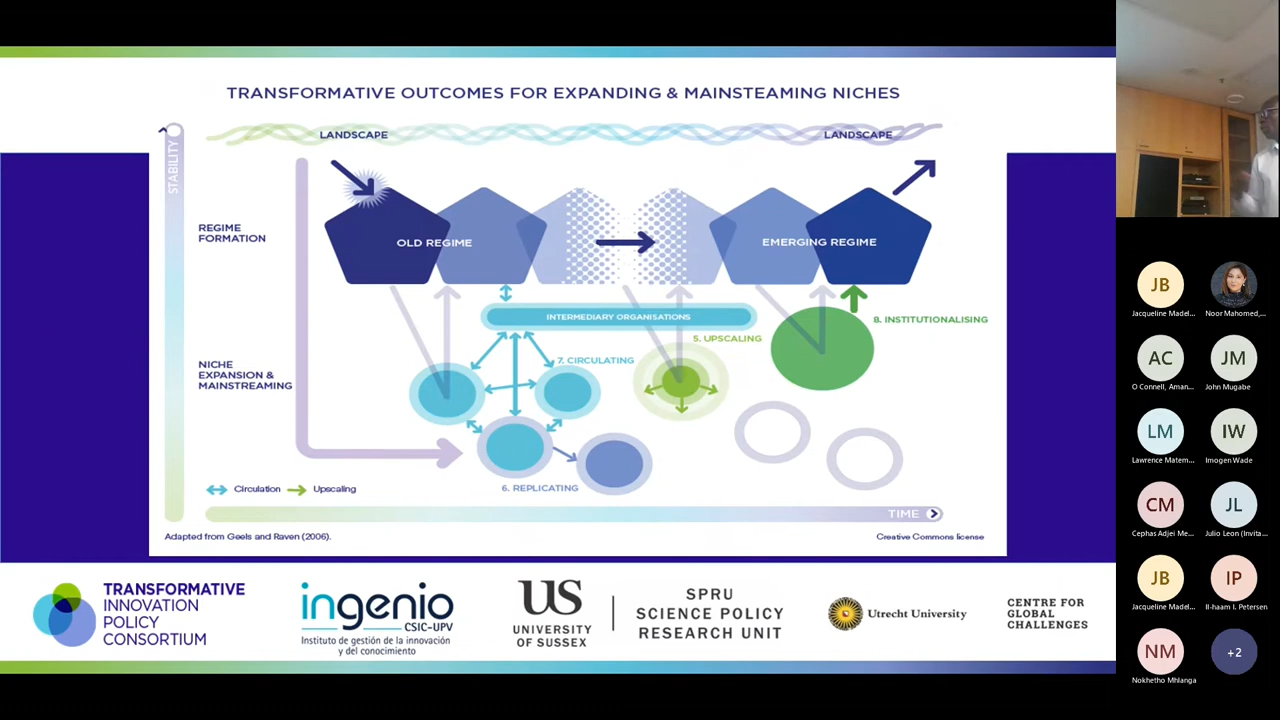 TRANSFORMATIVE OUTCOMES FOR EXPANDING & MAINSTEAMING NICHES
LANDSCAPE
LANDSCAPE
STABILITY
REGIME
FORMATION
OLD REGIME
EMERGING REGIME
INTERMEDIARY ORGANISATIONS
8. INSTITUTIONALISING
5. UPSCALING
7. CIRCULATING
NICHE
EXPANSION &
MAINSTREAMING
6. REPLICATING
Circulation
Upscaling
TIME
Adapted from Geels and Raven (2006).
Creative Commons license
TRANSFORMATIVE
INNOVATION
POLICY
CONSORTIUM
ingenio
CSIC-UPV
Instituto de gestión de la innovación
y del conocimiento
US
UNIVERSITY
OF SUSSEX
SPRU
SCIENCE POLICY
RESEARCH UNIT
Utrecht University
CENTRE FOR
GLOBAL
CHALLENGES
JB
Jacqueline Madel...
Noor Mahomed,...
AC
O Connell, Aman...
JM
John Mugabe
LM
Lawrence Matem...
IW
Imogen Wade
CM
Cephas Adjei Me...
JL
Julio Leon (Invita...
JB
Jacqueline Madel...
IP
Il-haam I. Petersen
NM
Nokhetho Mhlanga
+2